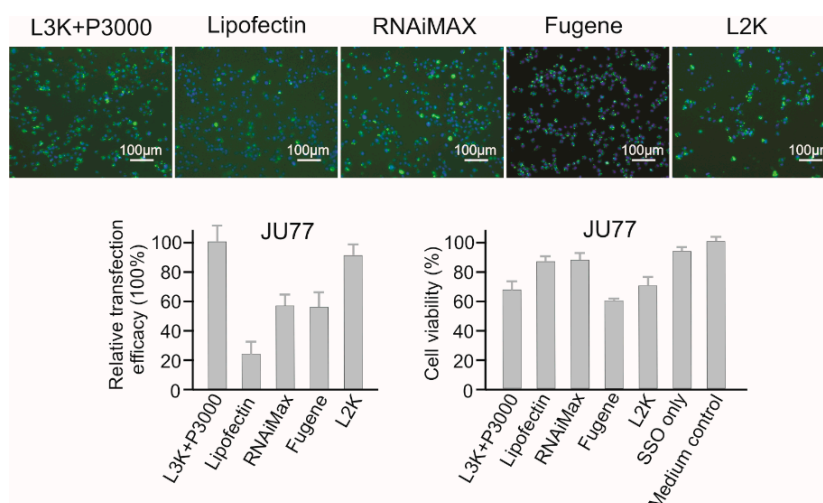 L3K+P3000 Lipofectin RNAiMAX Fugene L2K
100μm 100μm 100μm 100μm 100μm
JU77
Relative transfection
efficacy (100%)
100
80
60
40
20
0
L3K+P3000
Lipofectin
RNAiMax
Fugene
L2K
JU77
Cell viability (%)
100
80
60
40
20
0
L3K+P3000
Lipofectin
RNAiMax
Fugene
L2K
SSO only
Medium control